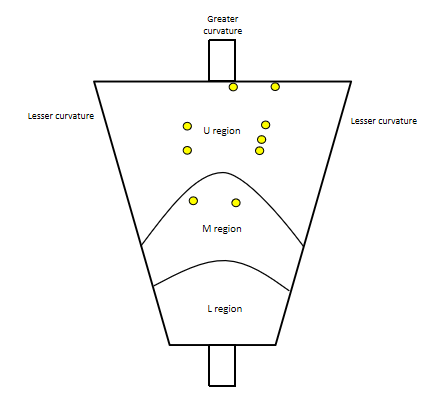 Greater
curvature
Lesser curvature
Lesser curvature
U region
M region
L region